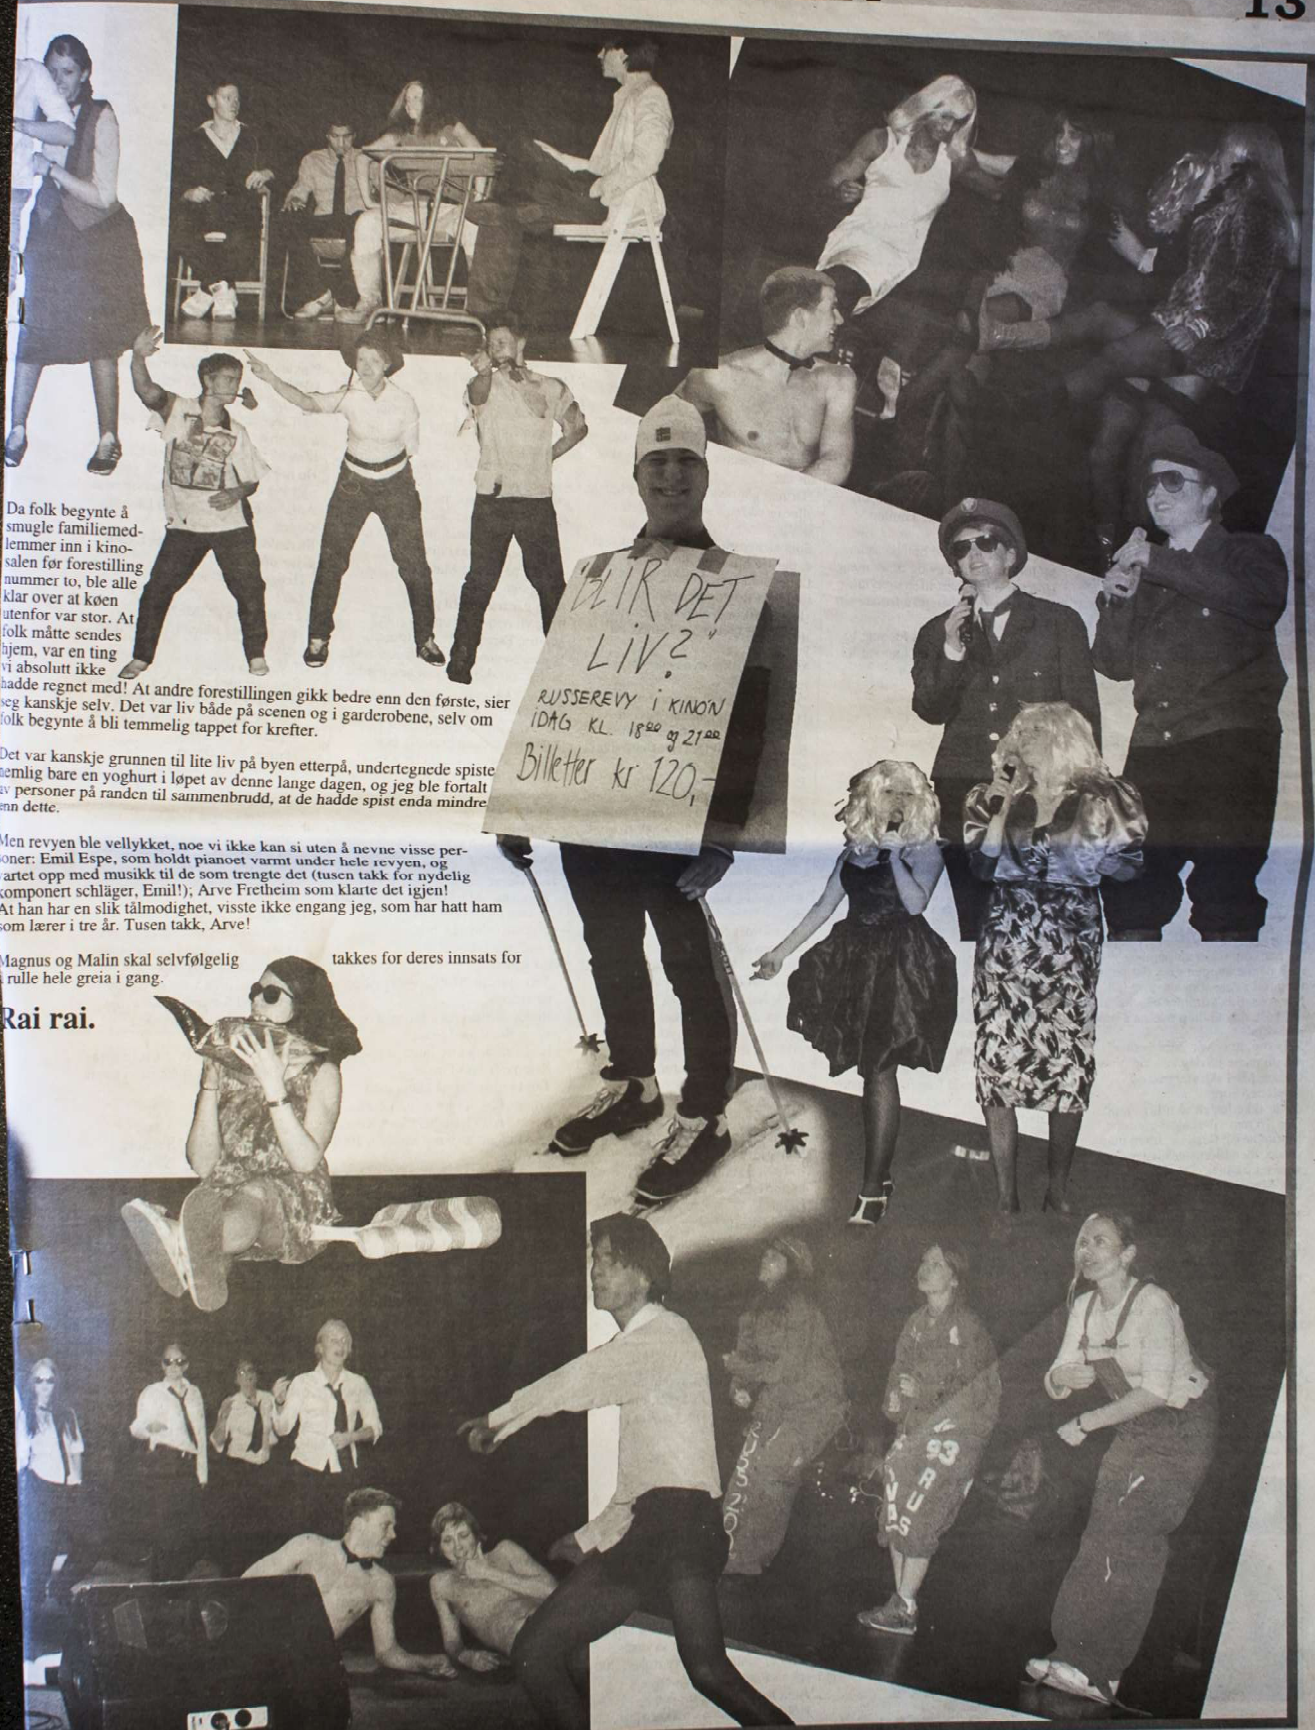 13
Da folk begynte å
smugle familiemed-
lemmer inn i kino-
salen før forestilling
nummer to, ble alle
klar over at køen
utenfor var stor. At
folk måtte sendes
hjem, var en ting
vi absolutt ikke
hadde regnet med! At andre forestillingen gikk bedre enn den første, sier
seg kanskje selv. Det var liv både på scenen og i garderobene, selv om
folk begynte å bli temmelig tappet for krefter.
Det var kanskje grunnen til lite liv på byen etterpå, undertegnede spiste
nemlig bare en yoghurt i løpet av denne lange dagen, og jeg ble fortalt
av personer på randen til sammenbrudd, at de hadde spist enda mindre
enn dette.
Men revyen ble vellykket, noe vi ikke kan si uten å nevne visse per-
soner: Emil Espe, som holdt pianoet varmt under hele revyen, og
vartet opp med musikk til de som trengte det (tusen takk for nydelig
komponert schläger, Emil!); Arve Fretheim som klarte det igjen!
At han har en slik tålmodighet, visste ikke engang jeg, som har hatt ham
som lærer i tre år. Tusen takk, Arve!
Magnus og Malin skal selvfølgelig takkes for deres innsats for
å rulle hele greia i gang.
Rai rai.
"BLIR DET
LIV?"
RUSSEREVY i KINO'N
iDAG KL. 18⁰⁰ og 21⁰⁰
Billetter kr 120,-
93
RUS